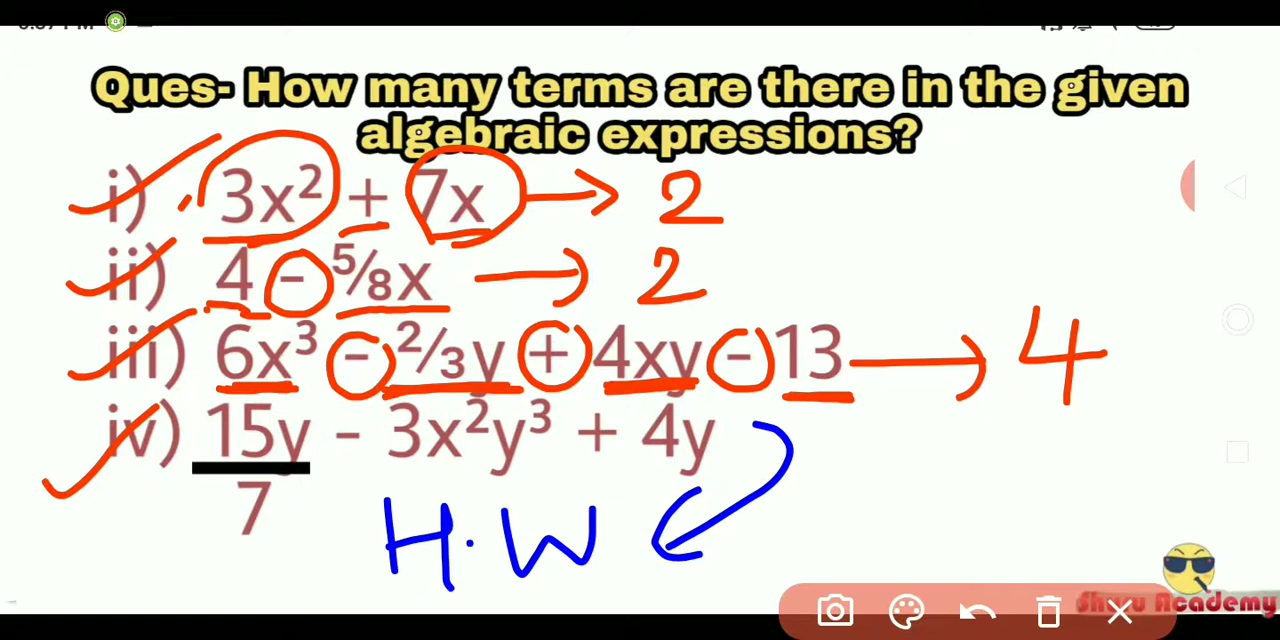 Ques- How many terms are there in the given
algebraic expressions?
i) 3x² + 7x → 2
ii) 4 - ⁵/₈x → 2
iii) 6x³ - ²/₃y + 4xy - 13 → 4
iv) 15y/7 - 3x²y³ + 4y
H.W
Academy